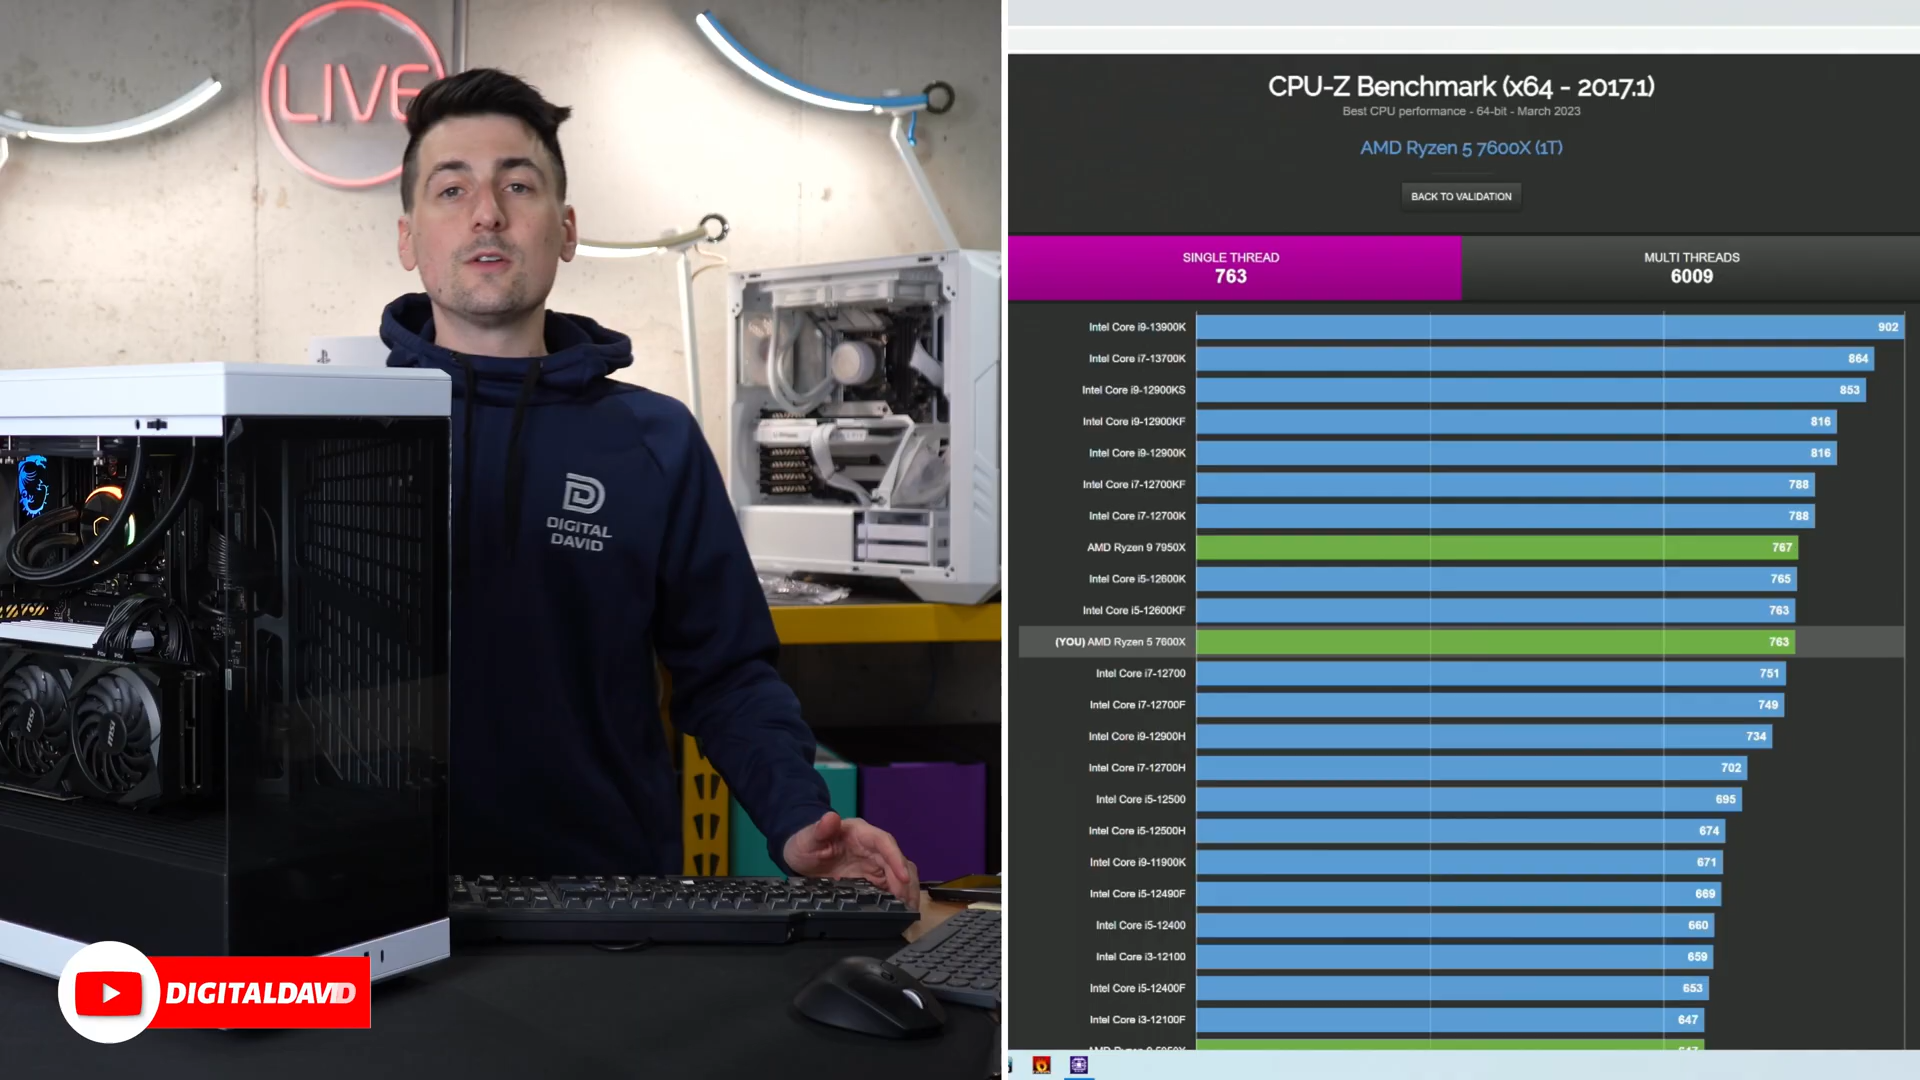 LIVE
DIGITAL
DAVID
msi
msi
DIGITALDAVID
CPU-Z Benchmark (x64 - 2017.1)
Best CPU performance - 64-bit - March 2023
AMD Ryzen 5 7600X (1T)
BACK TO VALIDATION
SINGLE THREAD
763
MULTI THREADS
6009
Intel Core i9-13900K 902
Intel Core i7-13700K 864
Intel Core i9-12900KS 853
Intel Core i9-12900KF 816
Intel Core i9-12900K 816
Intel Core i7-12700KF 788
Intel Core i7-12700K 788
AMD Ryzen 9 7950X 767
Intel Core i5-12600K 765
Intel Core i5-12600KF 763
(YOU) AMD Ryzen 5 7600X 763
Intel Core i7-12700 751
Intel Core i7-12700F 749
Intel Core i9-12900H 734
Intel Core i7-12700H 702
Intel Core i5-12500 695
Intel Core i5-12500H 674
Intel Core i9-11900K 671
Intel Core i5-12490F 669
Intel Core i5-12400 660
Intel Core i3-12100 659
Intel Core i5-12400F 653
Intel Core i3-12100F 647
AMD Ryzen 9 5950X 647